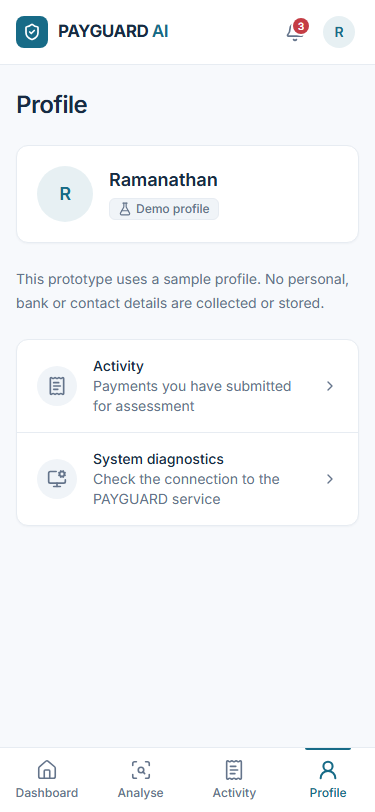 PAYGUARD AI
3
R
Profile
R
Ramanathan
Demo profile
This prototype uses a sample profile. No personal,
bank or contact details are collected or stored.
Activity
Payments you have submitted
for assessment
System diagnostics
Check the connection to the
PAYGUARD service
Dashboard
Analyse
Activity
Profile